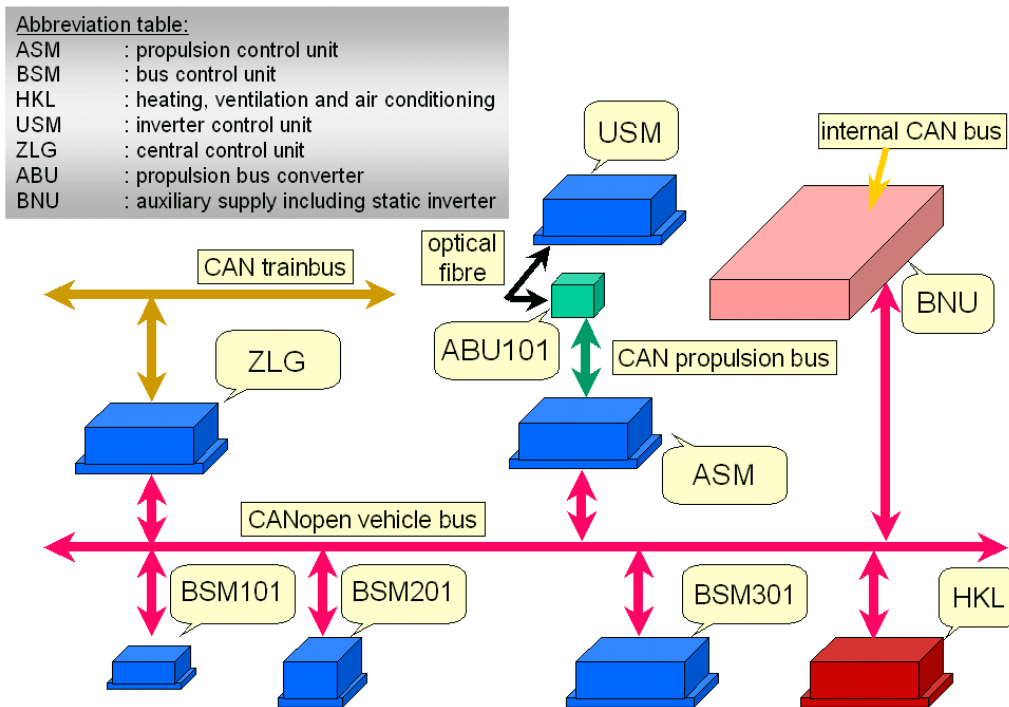 Abbreviation table:
ASM : propulsion control unit
BSM : bus control unit
HKL : heating, ventilation and air conditioning
USM : inverter control unit
ZLG : central control unit
ABU : propulsion bus converter
BNU : auxiliary supply including static inverter
USM
internal CAN bus
optical
fibre
CAN trainbus
BNU
ABU101
ZLG
CAN propulsion bus
ASM
CANopen vehicle bus
BSM101
BSM201
BSM301
HKL